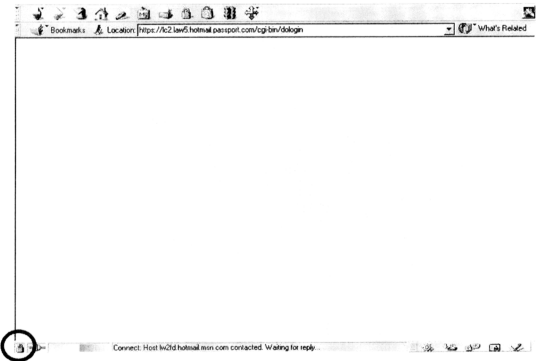 Bookmarks Location: https://lc2.law5.hotmail.passport.com/cgi-bin/dologin What's Related
Connect: Host lw2fd.hotmail.msn.com contacted. Waiting for reply...